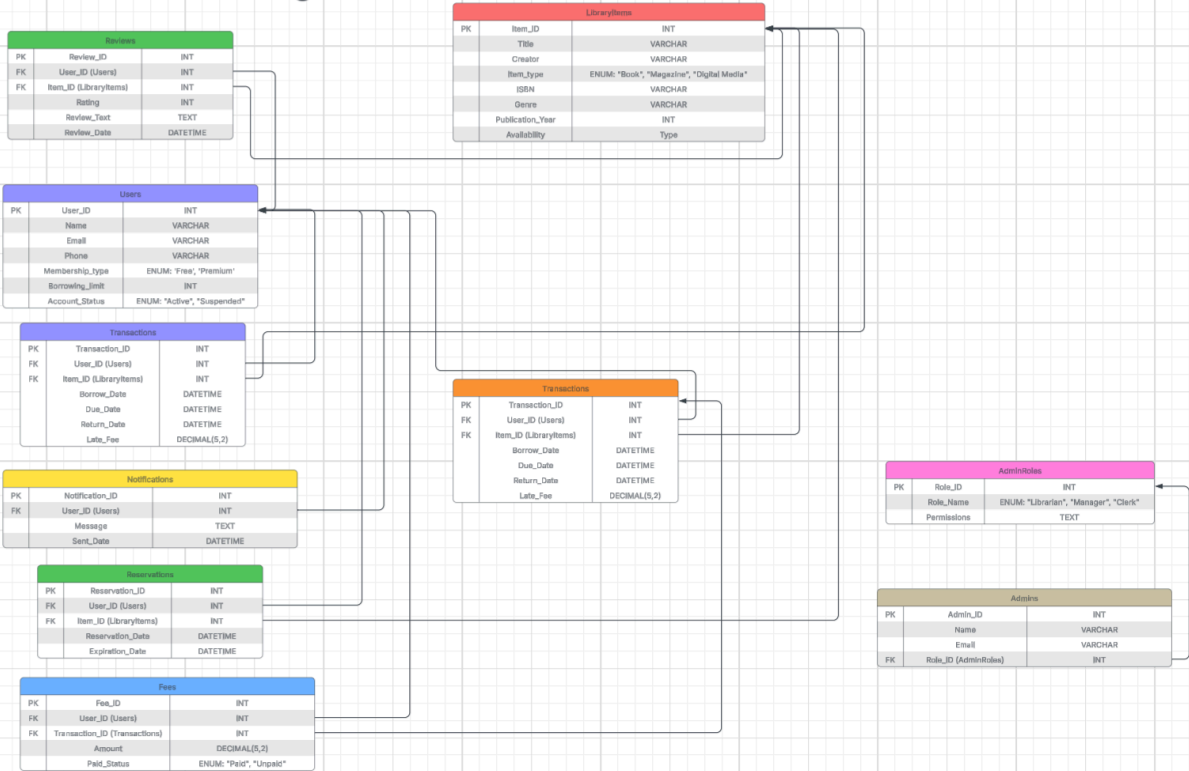 LibraryItems
PK Item_ID INT
Title VARCHAR
Creator VARCHAR
Item_type ENUM: "Book", "Magazine", "Digital Media"
ISBN VARCHAR
Genre VARCHAR
Publication_Year INT
Availability Type
Reviews
PK Review_ID INT
FK User_ID (Users) INT
FK Item_ID (LibraryItems) INT
Rating INT
Review_Text TEXT
Review_Date DATETIME
Users
PK User_ID INT
Name VARCHAR
Email VARCHAR
Phone VARCHAR
Membership_type ENUM: 'Free', 'Premium'
Borrowing_limit INT
Account_Status ENUM: "Active", "Suspended"
Transactions
PK Transaction_ID INT
FK User_ID (Users) INT
FK Item_ID (LibraryItems) INT
Borrow_Date DATETIME
Due_Date DATETIME
Return_Date DATETIME
Late_Fee DECIMAL(5,2)
Transactions
PK Transaction_ID INT
FK User_ID (Users) INT
FK Item_ID (LibraryItems) INT
Borrow_Date DATETIME
Due_Date DATETIME
Return_Date DATETIME
Late_Fee DECIMAL(5,2)
Notifications
PK Notification_ID INT
FK User_ID (Users) INT
Message TEXT
Sent_Date DATETIME
AdminRoles
PK Role_ID INT
Role_Name ENUM: "Librarian", "Manager", "Clerk"
Permissions TEXT
Reservations
PK Reservation_ID INT
FK User_ID (Users) INT
FK Item_ID (LibraryItems) INT
Reservation_Date DATETIME
Expiration_Date DATETIME
Admins
PK Admin_ID INT
Name VARCHAR
Email VARCHAR
FK Role_ID (AdminRoles) INT
Fees
PK Fee_ID INT
FK User_ID (Users) INT
FK Transaction_ID (Transactions) INT
Amount DECIMAL(5,2)
Paid_Status ENUM: "Paid", "Unpaid"